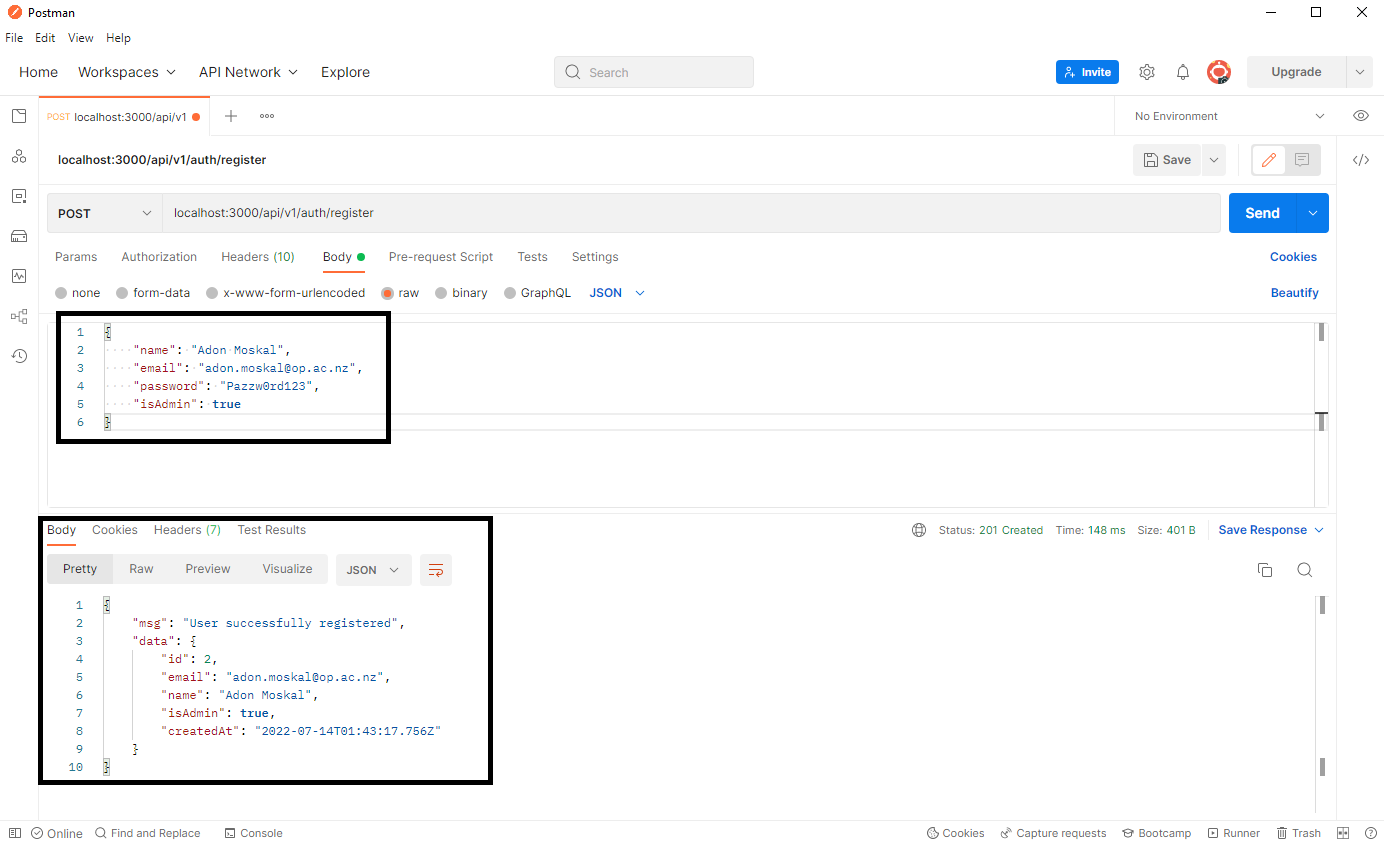 Postman
File Edit View Help
Home Workspaces API Network Explore Search Invite Upgrade
POST localhost:3000/api/v1 No Environment
localhost:3000/api/v1/auth/register Save
POST localhost:3000/api/v1/auth/register Send
Params Authorization Headers (10) Body Pre-request Script Tests Settings Cookies
none form-data x-www-form-urlencoded raw binary GraphQL JSON Beautify
1 {
2 "name": "Adon Moskal",
3 "email": "adon.moskal@op.ac.nz",
4 "password": "Pazzw0rd123",
5 "isAdmin": true
6 }
Body Cookies Headers (7) Test Results Status: 201 Created Time: 148 ms Size: 401 B Save Response
Pretty Raw Preview Visualize JSON
1 {
2 "msg": "User successfully registered",
3 "data": {
4 "id": 2,
5 "email": "adon.moskal@op.ac.nz",
6 "name": "Adon Moskal",
7 "isAdmin": true,
8 "createdAt": "2022-07-14T01:43:17.756Z"
9 }
10 }
Online Find and Replace Console Cookies Capture requests Bootcamp Runner Trash